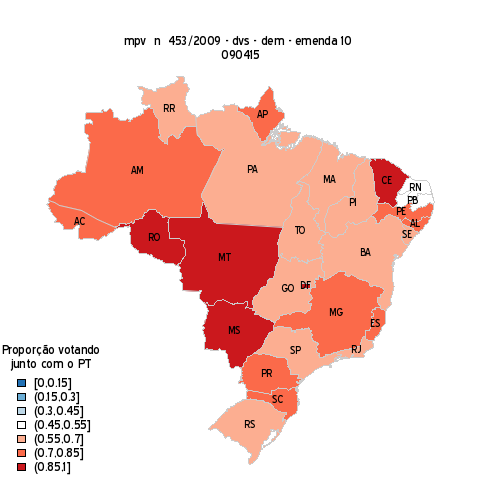 mpv n 453/2009 - dvs - dem - emenda 10
090415
RR
AP
AM
PA
MA
CE
RN
PB
PI
PE
AL
SE
AC
RO
TO
MT
BA
DF
GO
MG
ES
MS
SP
RJ
PR
SC
RS
Proporção votando
junto com o PT
[0,0.15]
(0.15,0.3]
(0.3,0.45]
(0.45,0.55]
(0.55,0.7]
(0.7,0.85]
(0.85,1]